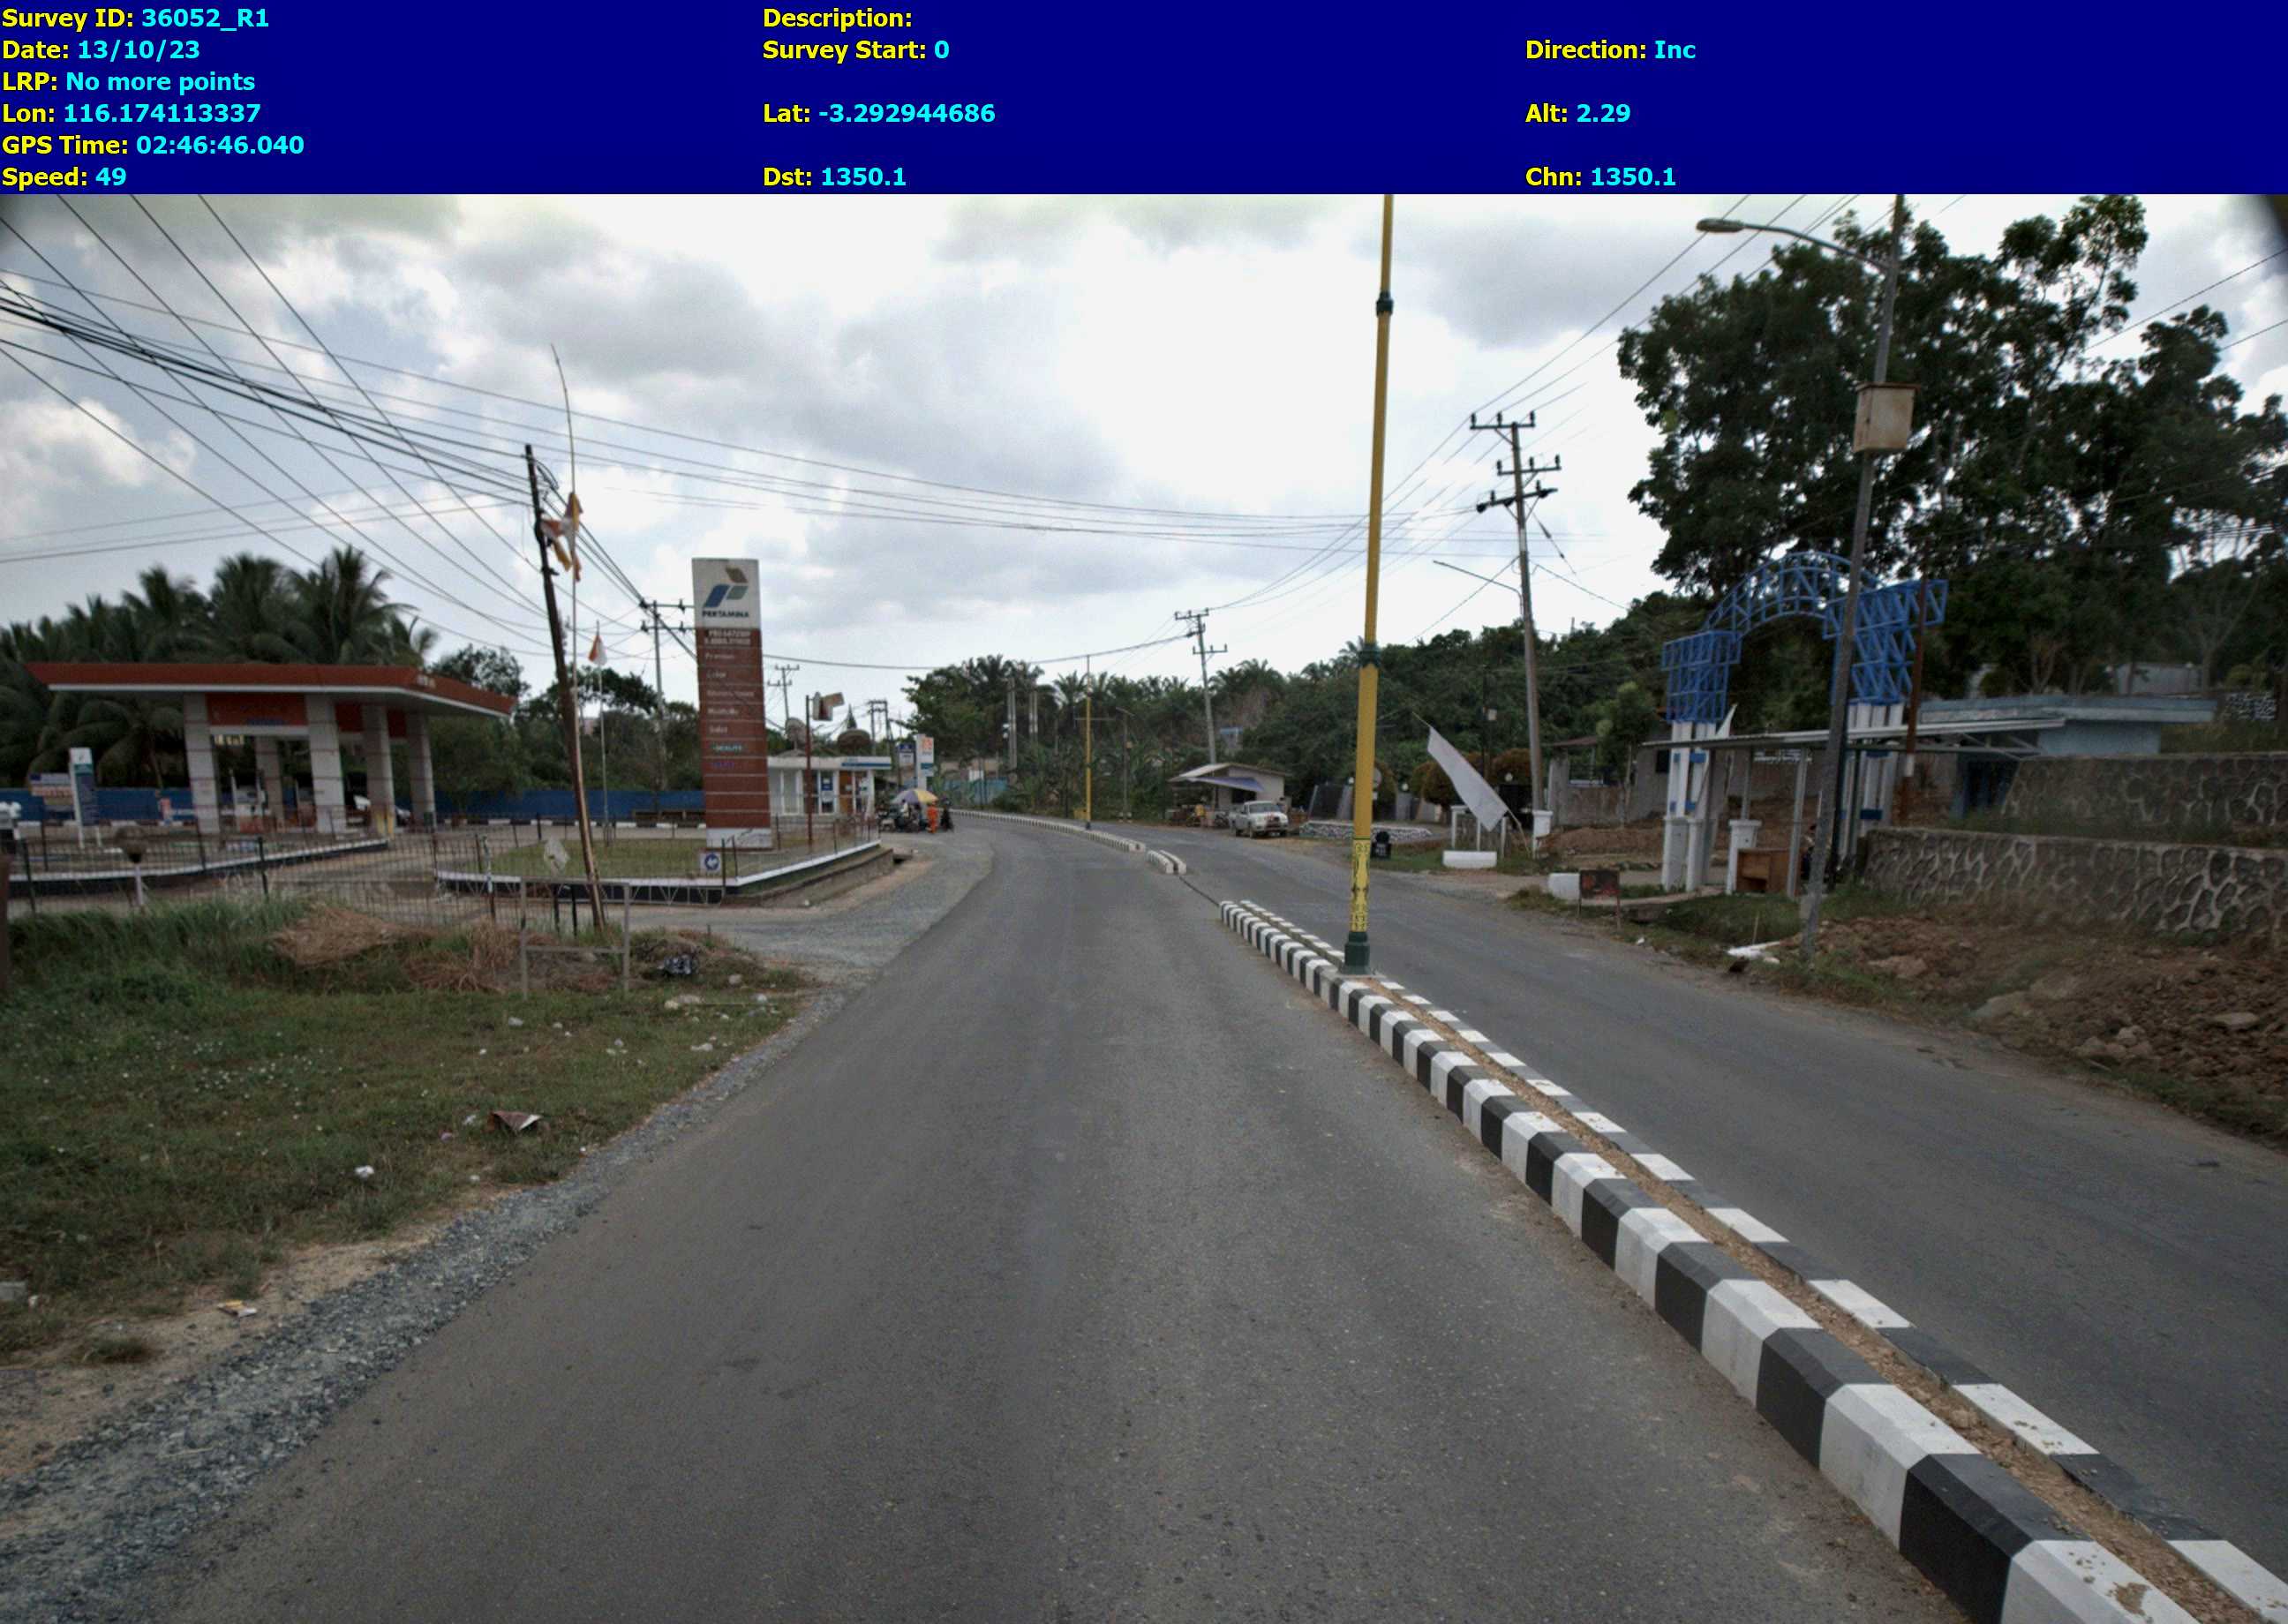 Survey ID: 36052_R1
Description:
Date: 13/10/23
Survey Start: 0
Direction: Inc
LRP: No more points
Lon: 116.174113337
Lat: -3.292944686
Alt: 2.29
GPS Time: 02:46:46.040
Speed: 49
Dst: 1350.1
Chn: 1350.1
PERTAMINA